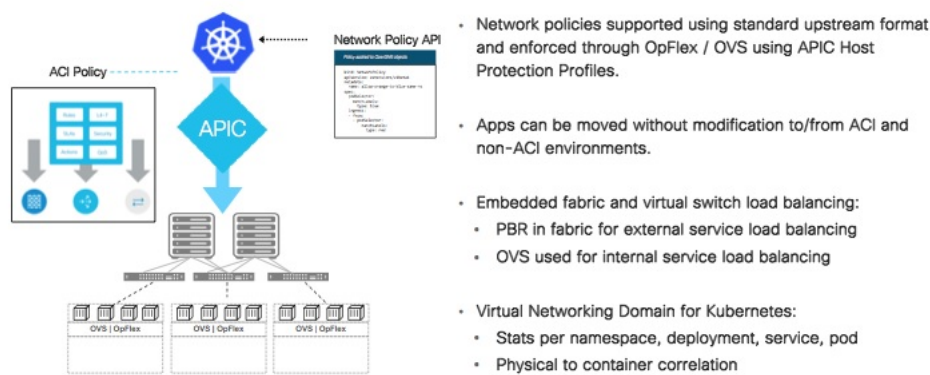 Network Policy API
ACI Policy
APIC
OVS | OpFlex
OVS | OpFlex
OVS | OpFlex
• Network policies supported using standard upstream format
and enforced through OpFlex / OVS using APIC Host
Protection Profiles.
• Apps can be moved without modification to/from ACI and
non-ACI environments.
• Embedded fabric and virtual switch load balancing:
• PBR in fabric for external service load balancing
• OVS used for internal service load balancing
• Virtual Networking Domain for Kubernetes:
• Stats per namespace, deployment, service, pod
• Physical to container correlation